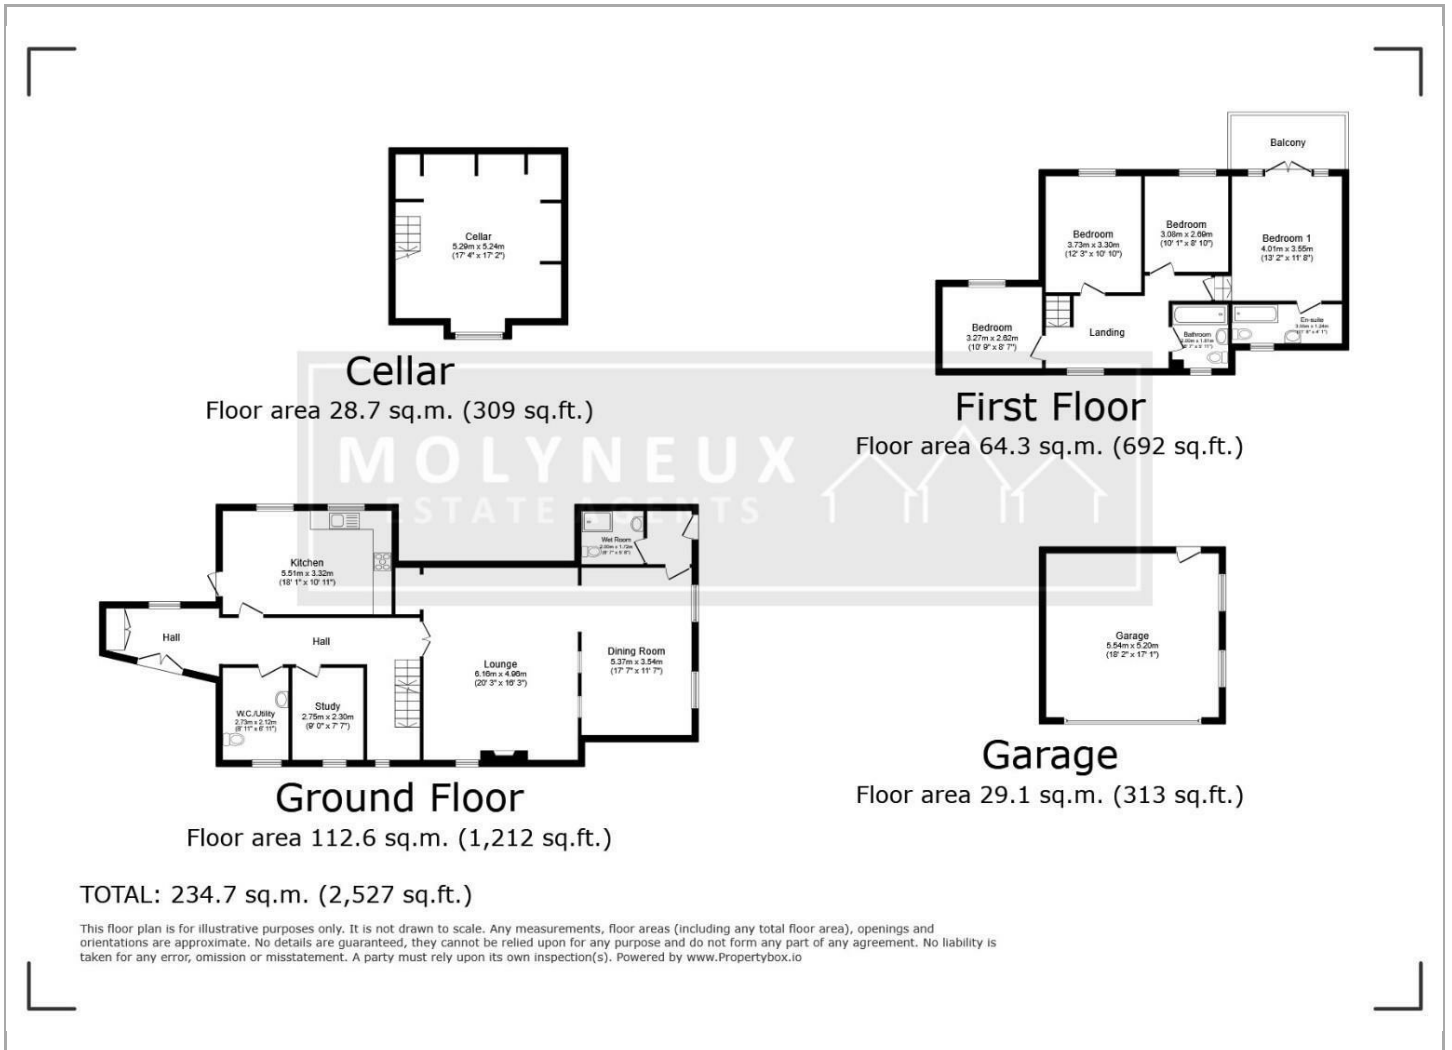 Balcony
Cellar
5.29m x 5.24m
(17' 4" x 17' 2")
Bedroom
3.73m x 3.30m
(12' 3" x 10' 10")
Bedroom
3.08m x 2.69m
(10' 1" x 8' 10")
Bedroom 1
4.01m x 3.55m
(13' 2" x 11' 8")
Bedroom
3.27m x 2.62m
(10' 9" x 8' 7")
Landing
Bathroom
En-suite
Cellar
Floor area 28.7 sq.m. (309 sq.ft.)
First Floor
Floor area 64.3 sq.m. (692 sq.ft.)
MOLYNEUX
ESTATE AGENTS
Kitchen
5.51m x 3.32m
(18' 1" x 10' 11")
Wet Room
Hall
Hall
Lounge
6.16m x 4.96m
(20' 3" x 16' 3")
Dining Room
5.37m x 3.54m
(17' 7" x 11' 7")
W.C./Utility
2.73m x 2.12m
(8' 11" x 6' 11")
Study
2.75m x 2.30m
(9' 0" x 7' 7")
Garage
5.54m x 5.20m
(18' 2" x 17' 1")
Ground Floor
Floor area 112.6 sq.m. (1,212 sq.ft.)
Garage
Floor area 29.1 sq.m. (313 sq.ft.)
TOTAL: 234.7 sq.m. (2,527 sq.ft.)
This floor plan is for illustrative purposes only. It is not drawn to scale. Any measurements, floor areas (including any total floor area), openings and
orientations are approximate. No details are guaranteed, they cannot be relied upon for any purpose and do not form any part of any agreement. No liability is
taken for any error, omission or misstatement. A party must rely upon its own inspection(s). Powered by www.Propertybox.io